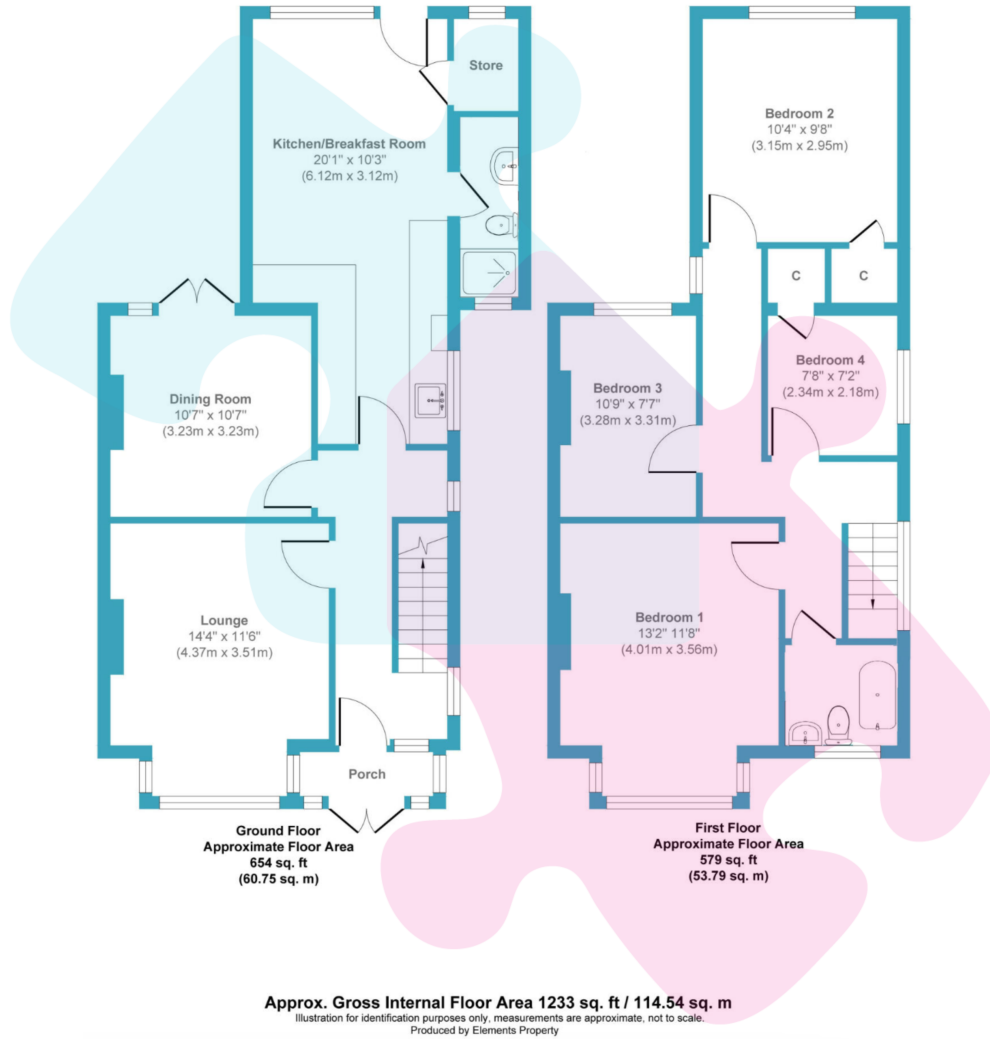 Store
Kitchen/Breakfast Room
20'1" x 10'3"
(6.12m x 3.12m)
Dining Room
10'7" x 10'7"
(3.23m x 3.23m)
Lounge
14'4" x 11'6"
(4.37m x 3.51m)
Porch
Ground Floor
Approximate Floor Area
654 sq. ft
(60.75 sq. m)
Bedroom 2
10'4" x 9'8"
(3.15m x 2.95m)
C
C
Bedroom 4
7'8" x 7'2"
(2.34m x 2.18m)
Bedroom 3
10'9" x 7'7"
(3.28m x 3.31m)
Bedroom 1
13'2" 11'8"
(4.01m x 3.56m)
First Floor
Approximate Floor Area
579 sq. ft
(53.79 sq. m)
Approx. Gross Internal Floor Area 1233 sq. ft / 114.54 sq. m
Illustration for identification purposes only, measurements are approximate, not to scale.
Produced by Elements Property